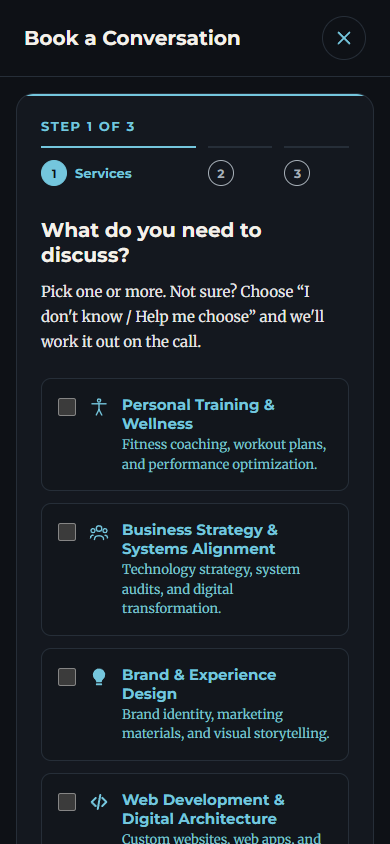 Book a Conversation
STEP 1 OF 3
1 Services
2
3
What do you need to
discuss?
Pick one or more. Not sure? Choose “I
don't know / Help me choose” and we'll
work it out on the call.
Personal Training &
Wellness
Fitness coaching, workout plans,
and performance optimization.
Business Strategy &
Systems Alignment
Technology strategy, system
audits, and digital
transformation.
Brand & Experience
Design
Brand identity, marketing
materials, and visual storytelling.
Web Development &
Digital Architecture
Custom websites, web apps, and